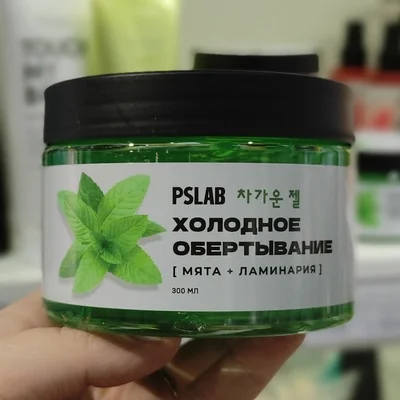 PSLAB 차가운 젤
ХОЛОДНОЕ
ОБЕРТЫВАНИЕ
[ МЯТА + ЛАМИНАРИЯ ]
300 МЛ